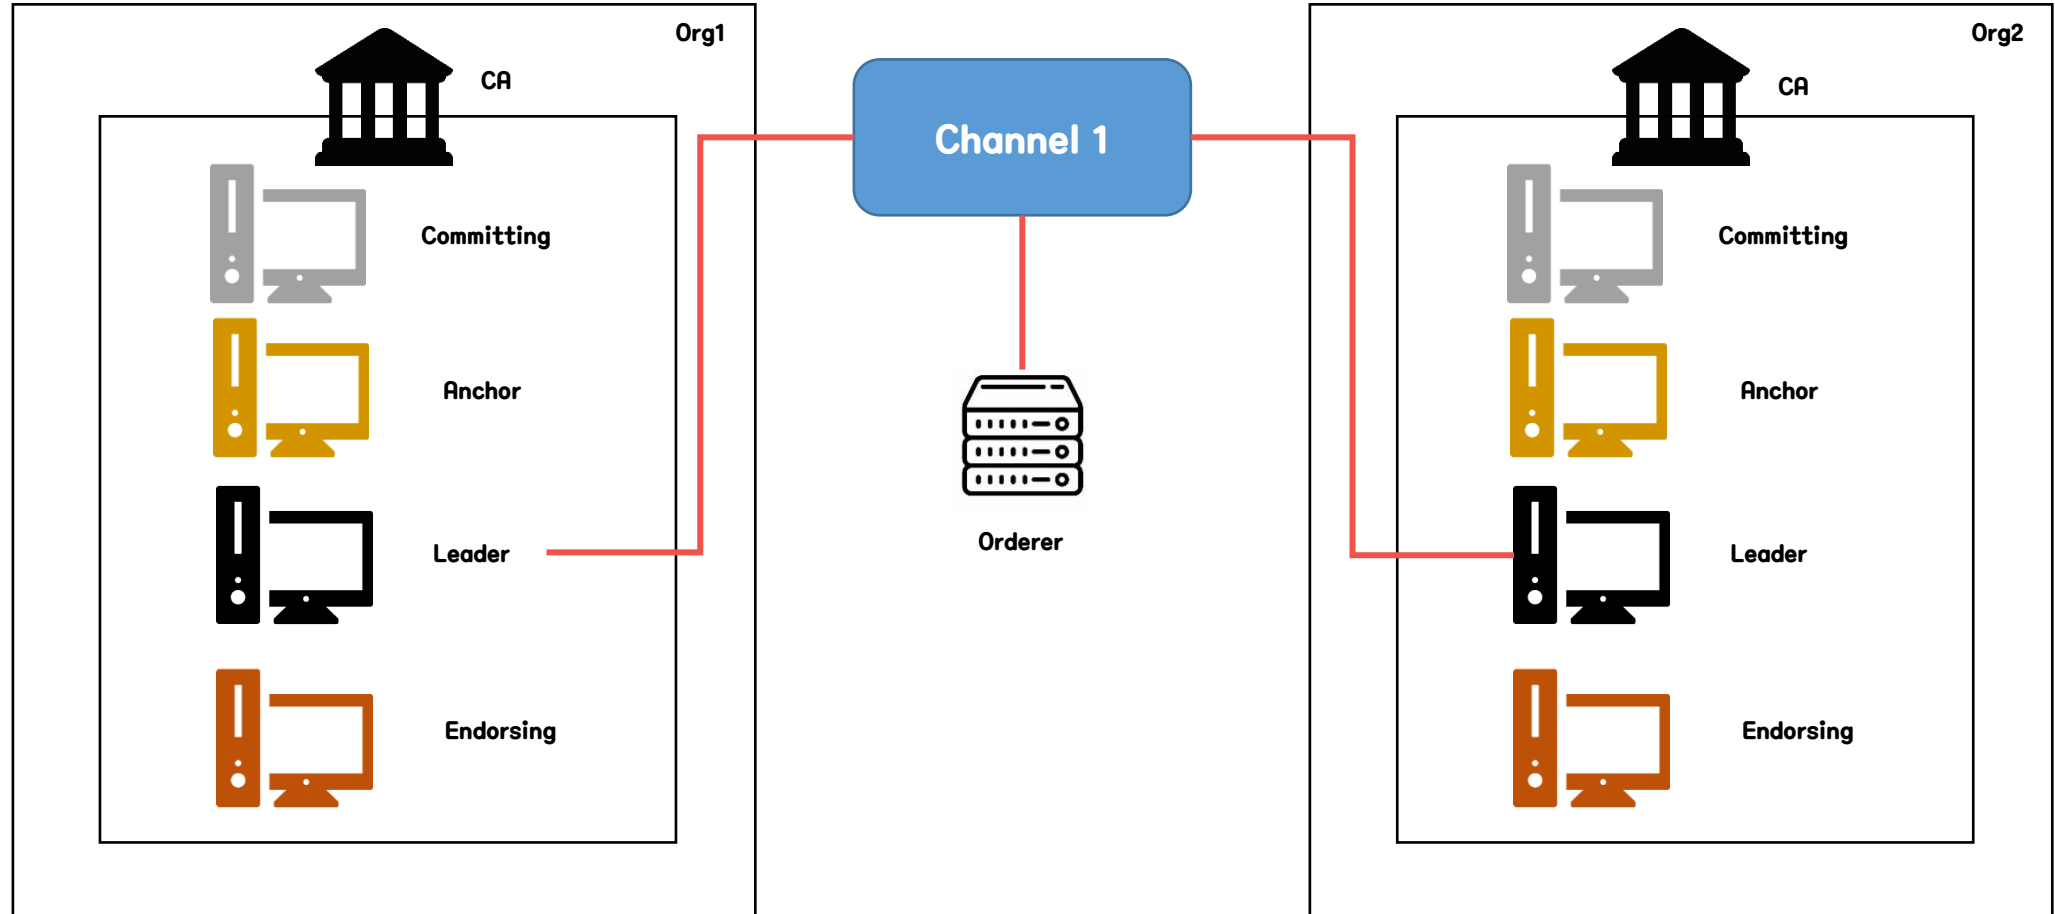 Org1
CA
Committing
Anchor
Leader
Endorsing
Channel 1
Orderer
Org2
CA
Committing
Anchor
Leader
Endorsing